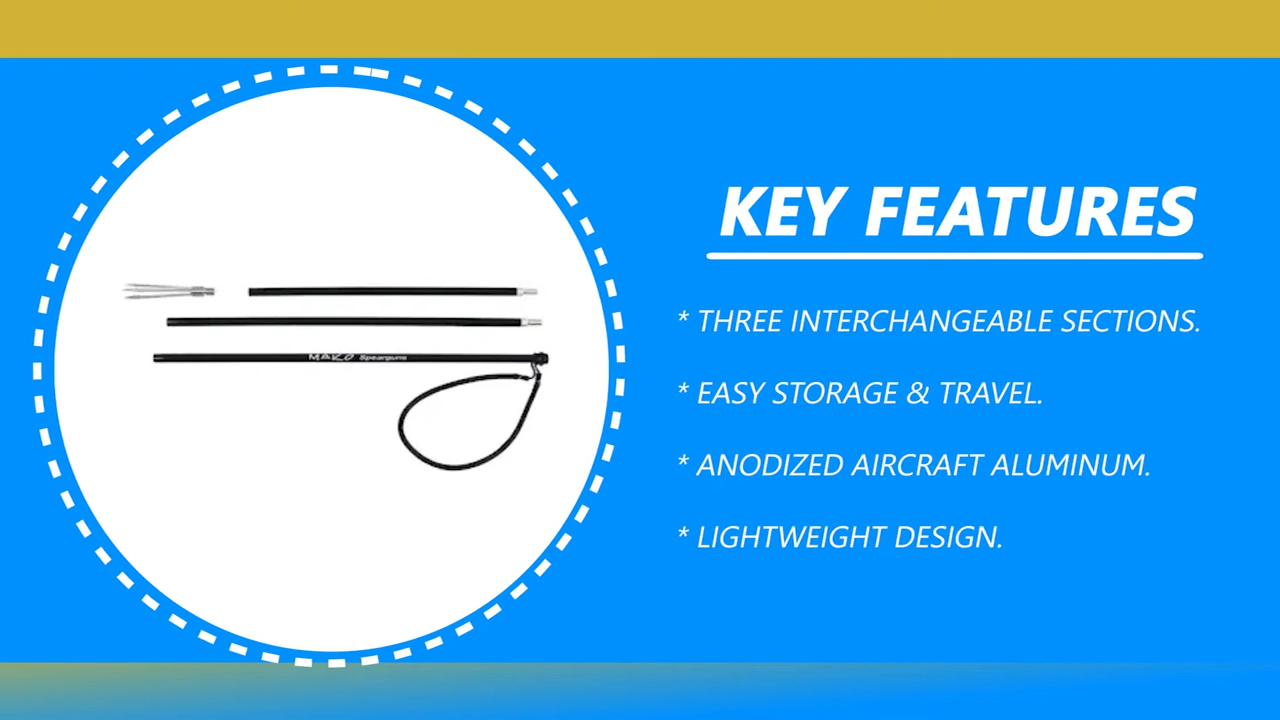 KEY FEATURES
* THREE INTERCHANGEABLE SECTIONS.
* EASY STORAGE & TRAVEL.
* ANODIZED AIRCRAFT ALUMINUM.
* LIGHTWEIGHT DESIGN.
MAKO Spearguns